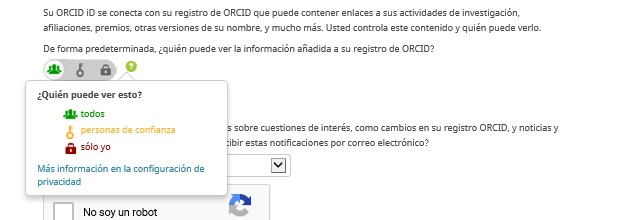 Su ORCID iD se conecta con su registro de ORCID que puede contener enlaces a sus actividades de investigación,
afiliaciones, premios, otras versiones de su nombre, y mucho más. Usted controla este contenido y quién puede verlo.
De forma predeterminada, ¿quién puede ver la información añadida a su registro de ORCID?
¿Quién puede ver esto?
todos
personas de confianza
sólo yo
Más información en la configuración de
privacidad
s sobre cuestiones de interés, como cambios en su registro ORCID, y noticias y
cibir estas notificaciones por correo electrónico?
No soy un robot